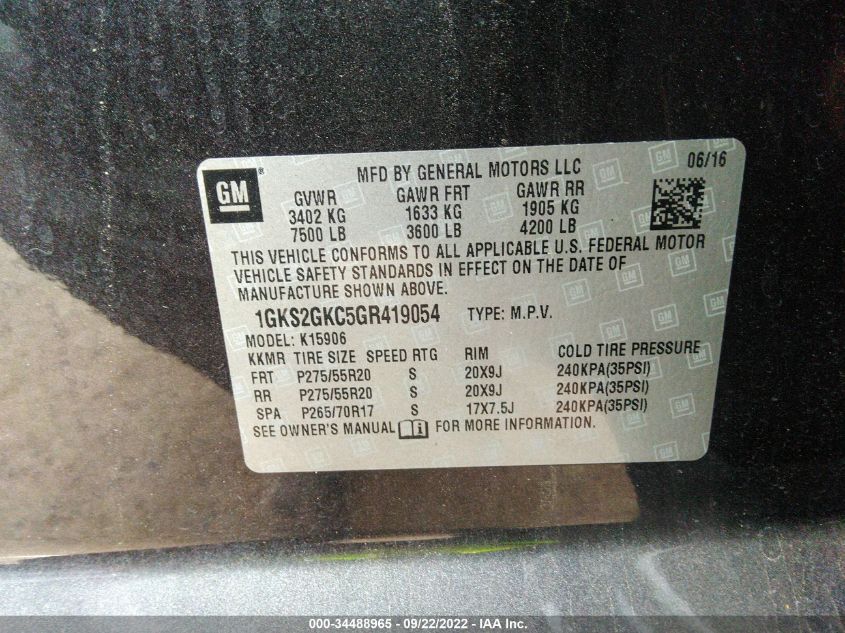 GM ®
MFD BY GENERAL MOTORS LLC 06/16
GVWR GAWR FRT GAWR RR
3402 KG 1633 KG 1905 KG
7500 LB 3600 LB 4200 LB
THIS VEHICLE CONFORMS TO ALL APPLICABLE U.S. FEDERAL MOTOR
VEHICLE SAFETY STANDARDS IN EFFECT ON THE DATE OF
MANUFACTURE SHOWN ABOVE.
1GKS2GKC5GR419054 TYPE: M.P.V.
MODEL: K15906
KKMR TIRE SIZE SPEED RTG RIM COLD TIRE PRESSURE
FRT P275/55R20 S 20X9J 240KPA(35PSI)
RR P275/55R20 S 20X9J 240KPA(35PSI)
SPA P265/70R17 S 17X7.5J 240KPA(35PSI)
SEE OWNER'S MANUAL FOR MORE INFORMATION.
000-34488965 - 09/22/2022 - IAA Inc.